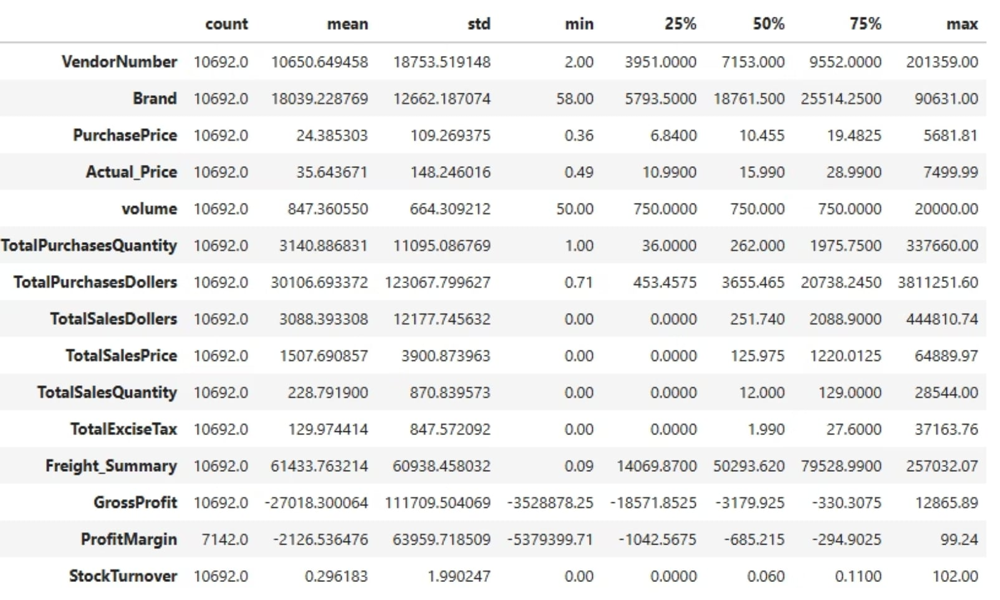 count mean std min 25% 50% 75% max
VendorNumber 10692.0 10650.649458 18753.519148 2.00 3951.0000 7153.000 9552.0000 201359.00
Brand 10692.0 18039.228769 12662.187074 58.00 5793.5000 18761.500 25514.2500 90631.00
PurchasePrice 10692.0 24.385303 109.269375 0.36 6.8400 10.455 19.4825 5681.81
Actual_Price 10692.0 35.643671 148.246016 0.49 10.9900 15.990 28.9900 7499.99
volume 10692.0 847.360550 664.309212 50.00 750.0000 750.000 750.0000 20000.00
TotalPurchasesQuantity 10692.0 3140.886831 11095.086769 1.00 36.0000 262.000 1975.7500 337660.00
TotalPurchasesDollers 10692.0 30106.693372 123067.799627 0.71 453.4575 3655.465 20738.2450 3811251.60
TotalSalesDollers 10692.0 3088.393308 12177.745632 0.00 0.0000 251.740 2088.9000 444810.74
TotalSalesPrice 10692.0 1507.690857 3900.873963 0.00 0.0000 125.975 1220.0125 64889.97
TotalSalesQuantity 10692.0 228.791900 870.839573 0.00 0.0000 12.000 129.0000 28544.00
TotalExciseTax 10692.0 129.974414 847.572092 0.00 0.0000 1.990 27.6000 37163.76
Freight_Summary 10692.0 61433.763214 60938.458032 0.09 14069.8700 50293.620 79528.9900 257032.07
GrossProfit 10692.0 -27018.300064 111709.504069 -3528878.25 -18571.8525 -3179.925 -330.3075 12865.89
ProfitMargin 7142.0 -2126.536476 63959.718509 -5379399.71 -1042.5675 -685.215 -294.9025 99.24
StockTurnover 10692.0 0.296183 1.990247 0.00 0.0000 0.060 0.1100 102.00